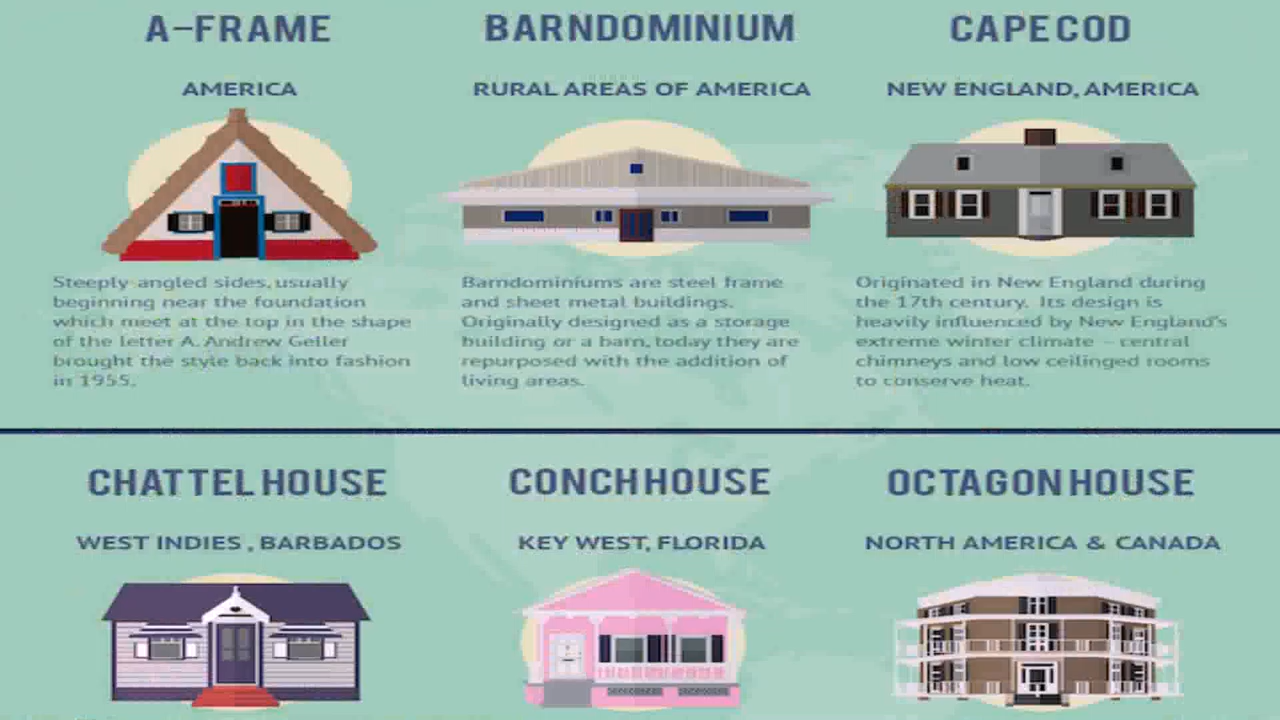 A-FRAME
AMERICA
Steeply angled sides, usually
beginning near the foundation
which meet at the top in the shape
of the letter A. Andrew Geller
brought the style back into fashion
in 1955.
BARNDOMINIUM
RURAL AREAS OF AMERICA
Barndominiums are steel frame
and sheet metal buildings.
Originally designed as a storage
building or a barn, today they are
repurposed with the addition of
living areas.
CAPE COD
NEW ENGLAND, AMERICA
Originated in New England during
the 17th century. Its design is
heavily influenced by New England's
extreme winter climate - central
chimneys and low ceilinged rooms
to conserve heat.
CHATTEL HOUSE
WEST INDIES , BARBADOS
CONCH HOUSE
KEY WEST, FLORIDA
OCTAGON HOUSE
NORTH AMERICA & CANADA